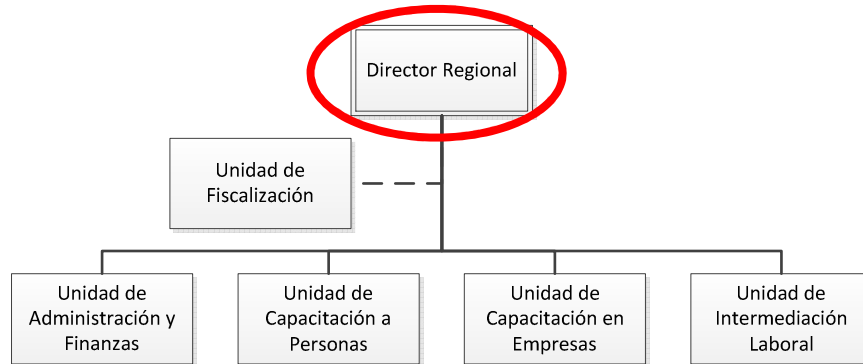 Director Regional
Unidad de
Fiscalización
Unidad de
Administración y
Finanzas
Unidad de
Capacitación a
Personas
Unidad de
Capacitación en
Empresas
Unidad de
Intermediación
Laboral